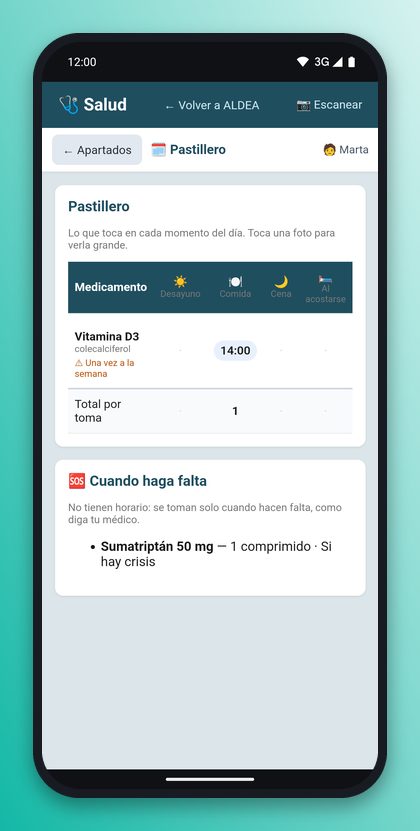 12:00 3G
Salud ← Volver a ALDEA Escanear
← Apartados Pastillero Marta
Pastillero
Lo que toca en cada momento del día. Toca una foto para
verla grande.
Medicamento Desayuno Comida Cena Al
acostarse
Vitamina D3
colecalciferol
⚠ Una vez a la
semana
· 14:00 · ·
Total por
toma
· 1 · ·
SOS Cuando haga falta
No tienen horario: se toman solo cuando hacen falta, como
diga tu médico.
• Sumatriptán 50 mg — 1 comprimido · Si
hay crisis